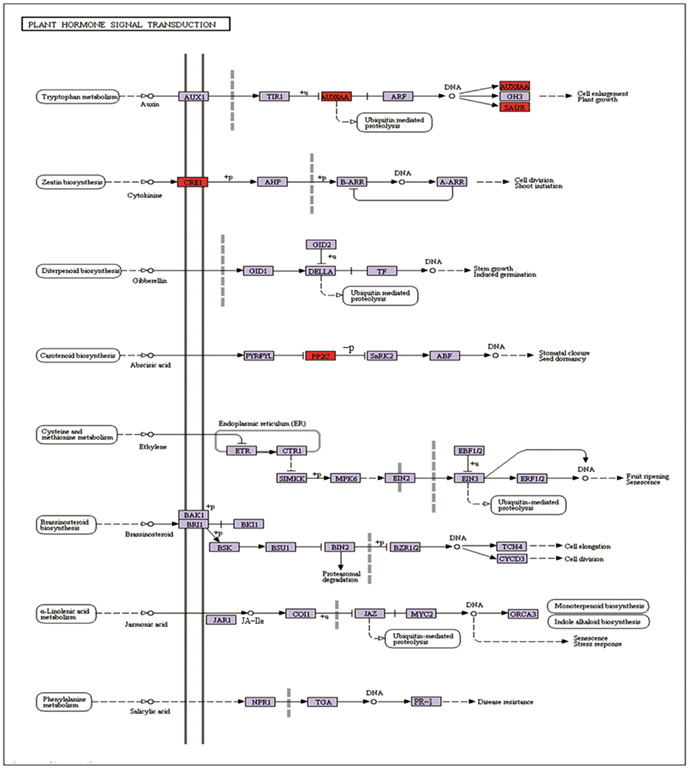 PLANT HORMONE SIGNAL TRANSDUCTION
Tryptophan metabolism
Auxin
AUX1
TIR1
+u
AUX/IAA
ARF
DNA
AUX/IAA
GH3
SAUR
Cell enlargement
Plant growth
Ubiquitin mediated
proteolysis
Zeatin biosynthesis
Cytokinine
CRE1
+p
AHP
+p
B-ARR
DNA
A-ARR
Cell division
Shoot initiation
Diterpenoid biosynthesis
Gibberellin
GID1
GID2
+u
DELLA
TF
DNA
Stem growth
Induced germination
Ubiquitin mediated
proteolysis
Carotenoid biosynthesis
Abscisic acid
PYR/PYL
PP2C
-p
SnRK2
ABF
DNA
Stomatal closure
Seed dormancy
Cysteine and
methionine metabolism
Ethylene
Endoplasmic reticulum (ER)
ETR
CTR1
SIMKK
+p
MPK6
EIN2
EBF1/2
+u
EIN3
ERF1/2
DNA
Fruit ripening
Senescence
Ubiquitin-mediated
proteolysis
Brassinosteroid
biosynthesis
Brassinosteroid
BAK1
BRI1
+p
+p
BKI1
BSK
BSU1
BIN2
+p
BZR1/2
DNA
TCH4
CYCD3
Cell elongation
Cell division
Proteasomal
degradation
α-Linolenic acid
metabolism
Jarmonic acid
JAR1
JA-Ile
COI1
+u
JAZ
MYC2
DNA
ORCA3
Monoterpenoid biosynthesis
Indole alkaloid biosynthesis
Ubiquitin-mediated
proteolysis
Senescence
Stress response
Phenylalanine
metabolism
Salicylic acid
NPR1
TGA
DNA
PR-1
Disease resistance